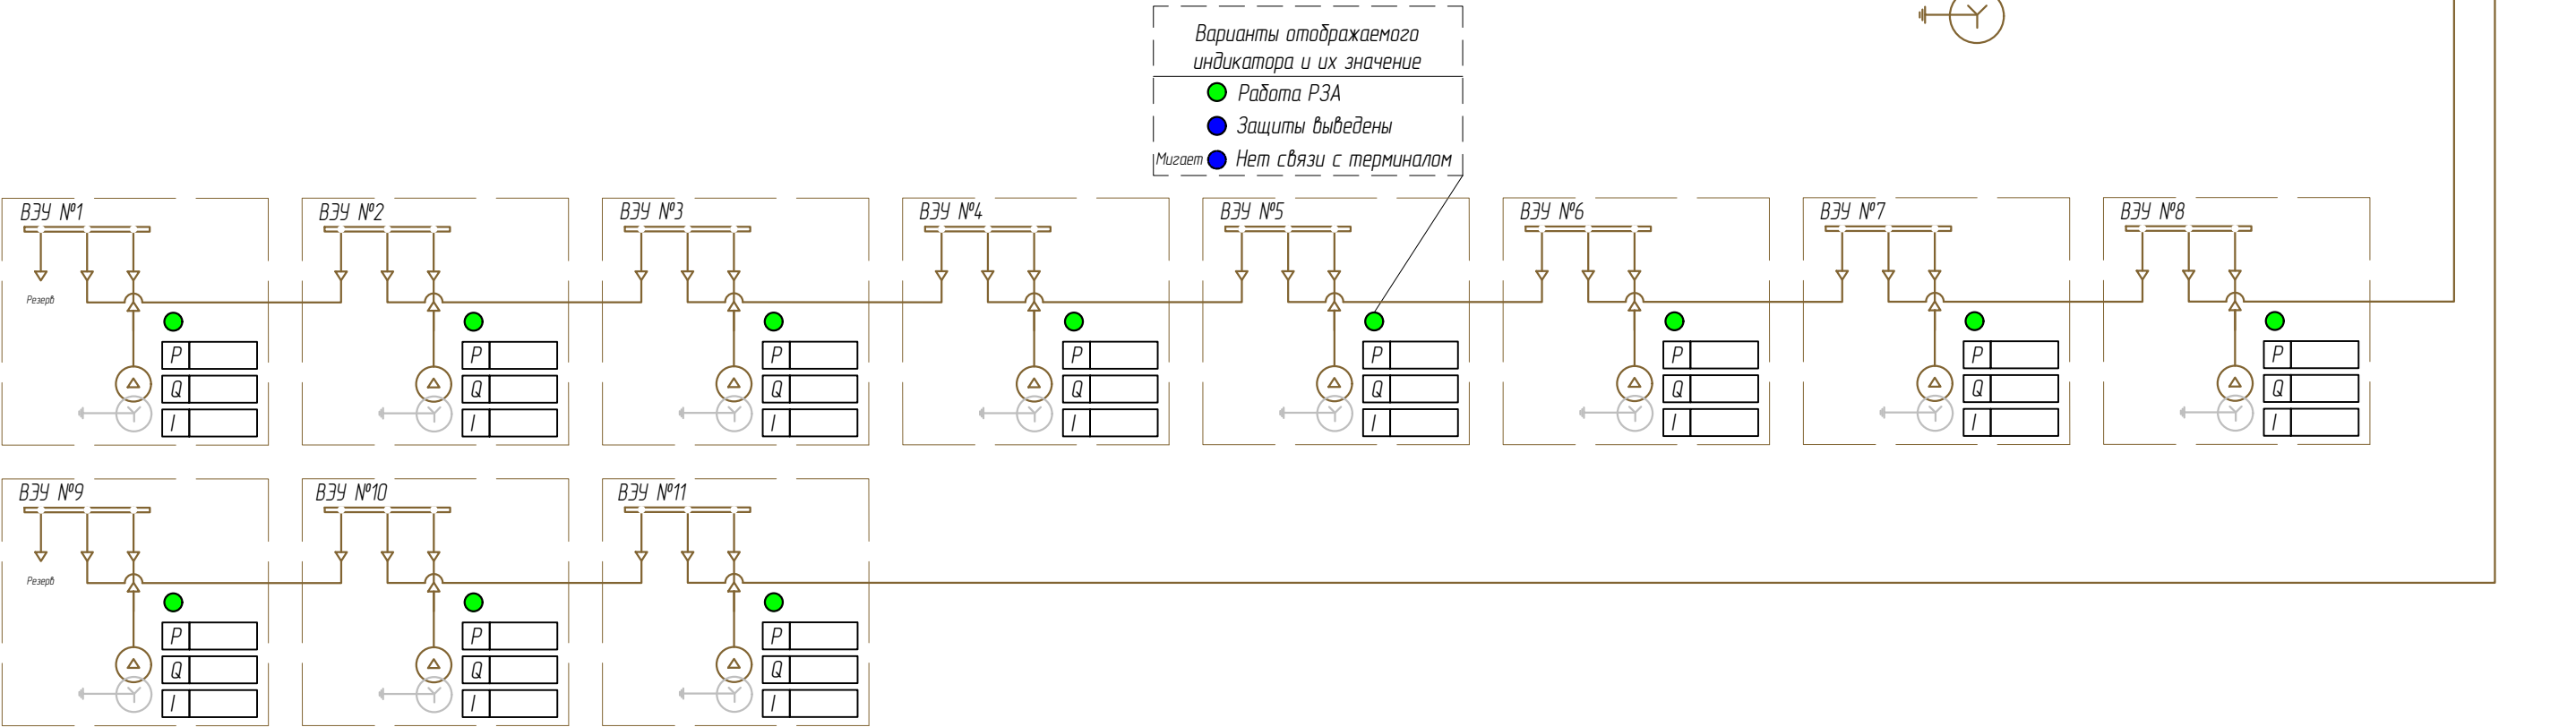 Варианты отображаемого
индикатора и их значение
Работа РЗА
Защиты выведены
Мигает Нет связи с терминалом
ВЭУ №1
Резерв
P
Q
I
ВЭУ №2
P
Q
I
ВЭУ №3
P
Q
I
ВЭУ №4
P
Q
I
ВЭУ №5
P
Q
I
ВЭУ №6
P
Q
I
ВЭУ №7
P
Q
I
ВЭУ №8
P
Q
I
ВЭУ №9
Резерв
P
Q
I
ВЭУ №10
P
Q
I
ВЭУ №11
P
Q
I